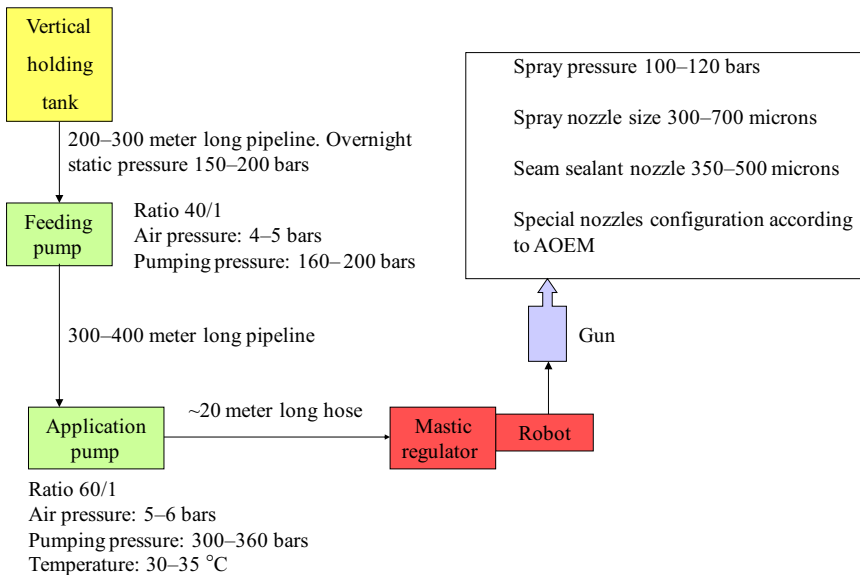 Vertical
holding
tank
200–300 meter long pipeline. Overnight
static pressure 150–200 bars
Feeding
pump
Ratio 40/1
Air pressure: 4–5 bars
Pumping pressure: 160–200 bars
300–400 meter long pipeline
Application
pump
Ratio 60/1
Air pressure: 5–6 bars
Pumping pressure: 300–360 bars
Temperature: 30–35 °C
~20 meter long hose
Mastic
regulator
Robot
Gun
Spray pressure 100–120 bars
Spray nozzle size 300–700 microns
Seam sealant nozzle 350–500 microns
Special nozzles configuration according
to AOEM